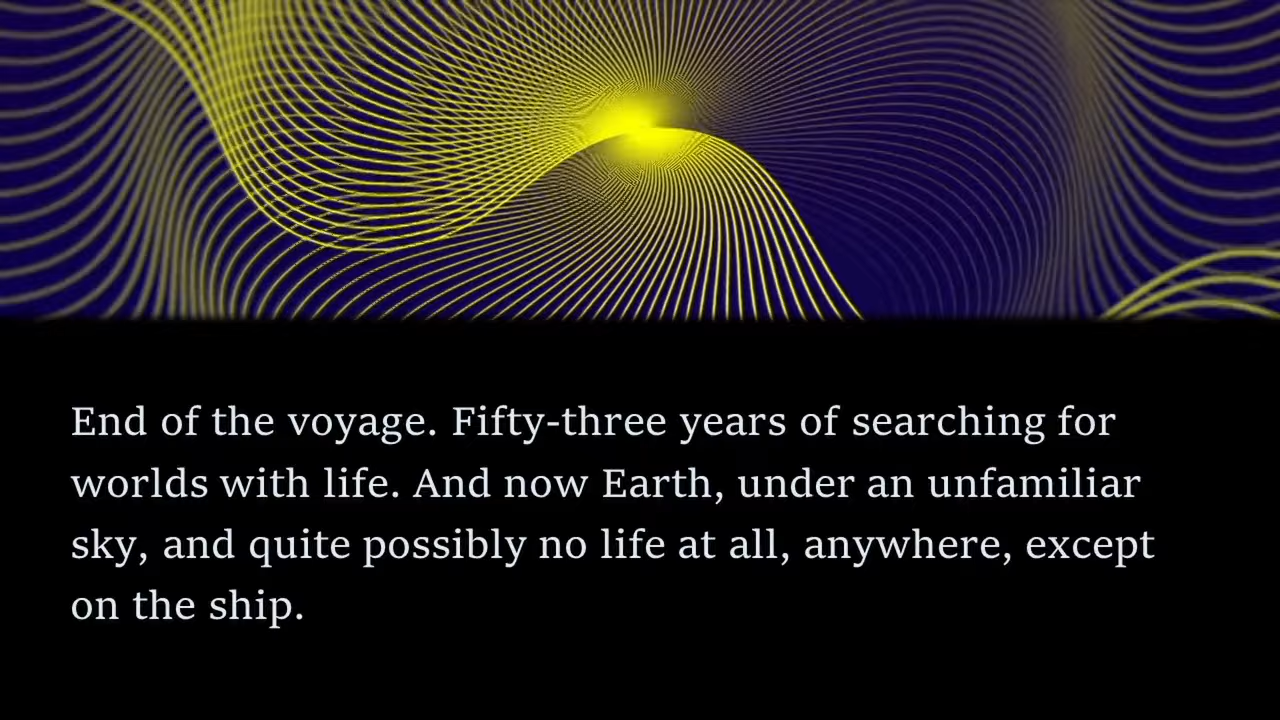 End of the voyage. Fifty-three years of searching for
worlds with life. And now Earth, under an unfamiliar
sky, and quite possibly no life at all, anywhere, except
on the ship.